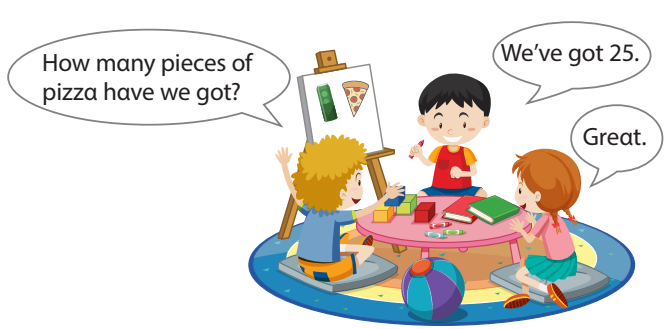 How many pieces of
pizza have we got?
We've got 25.
Great.